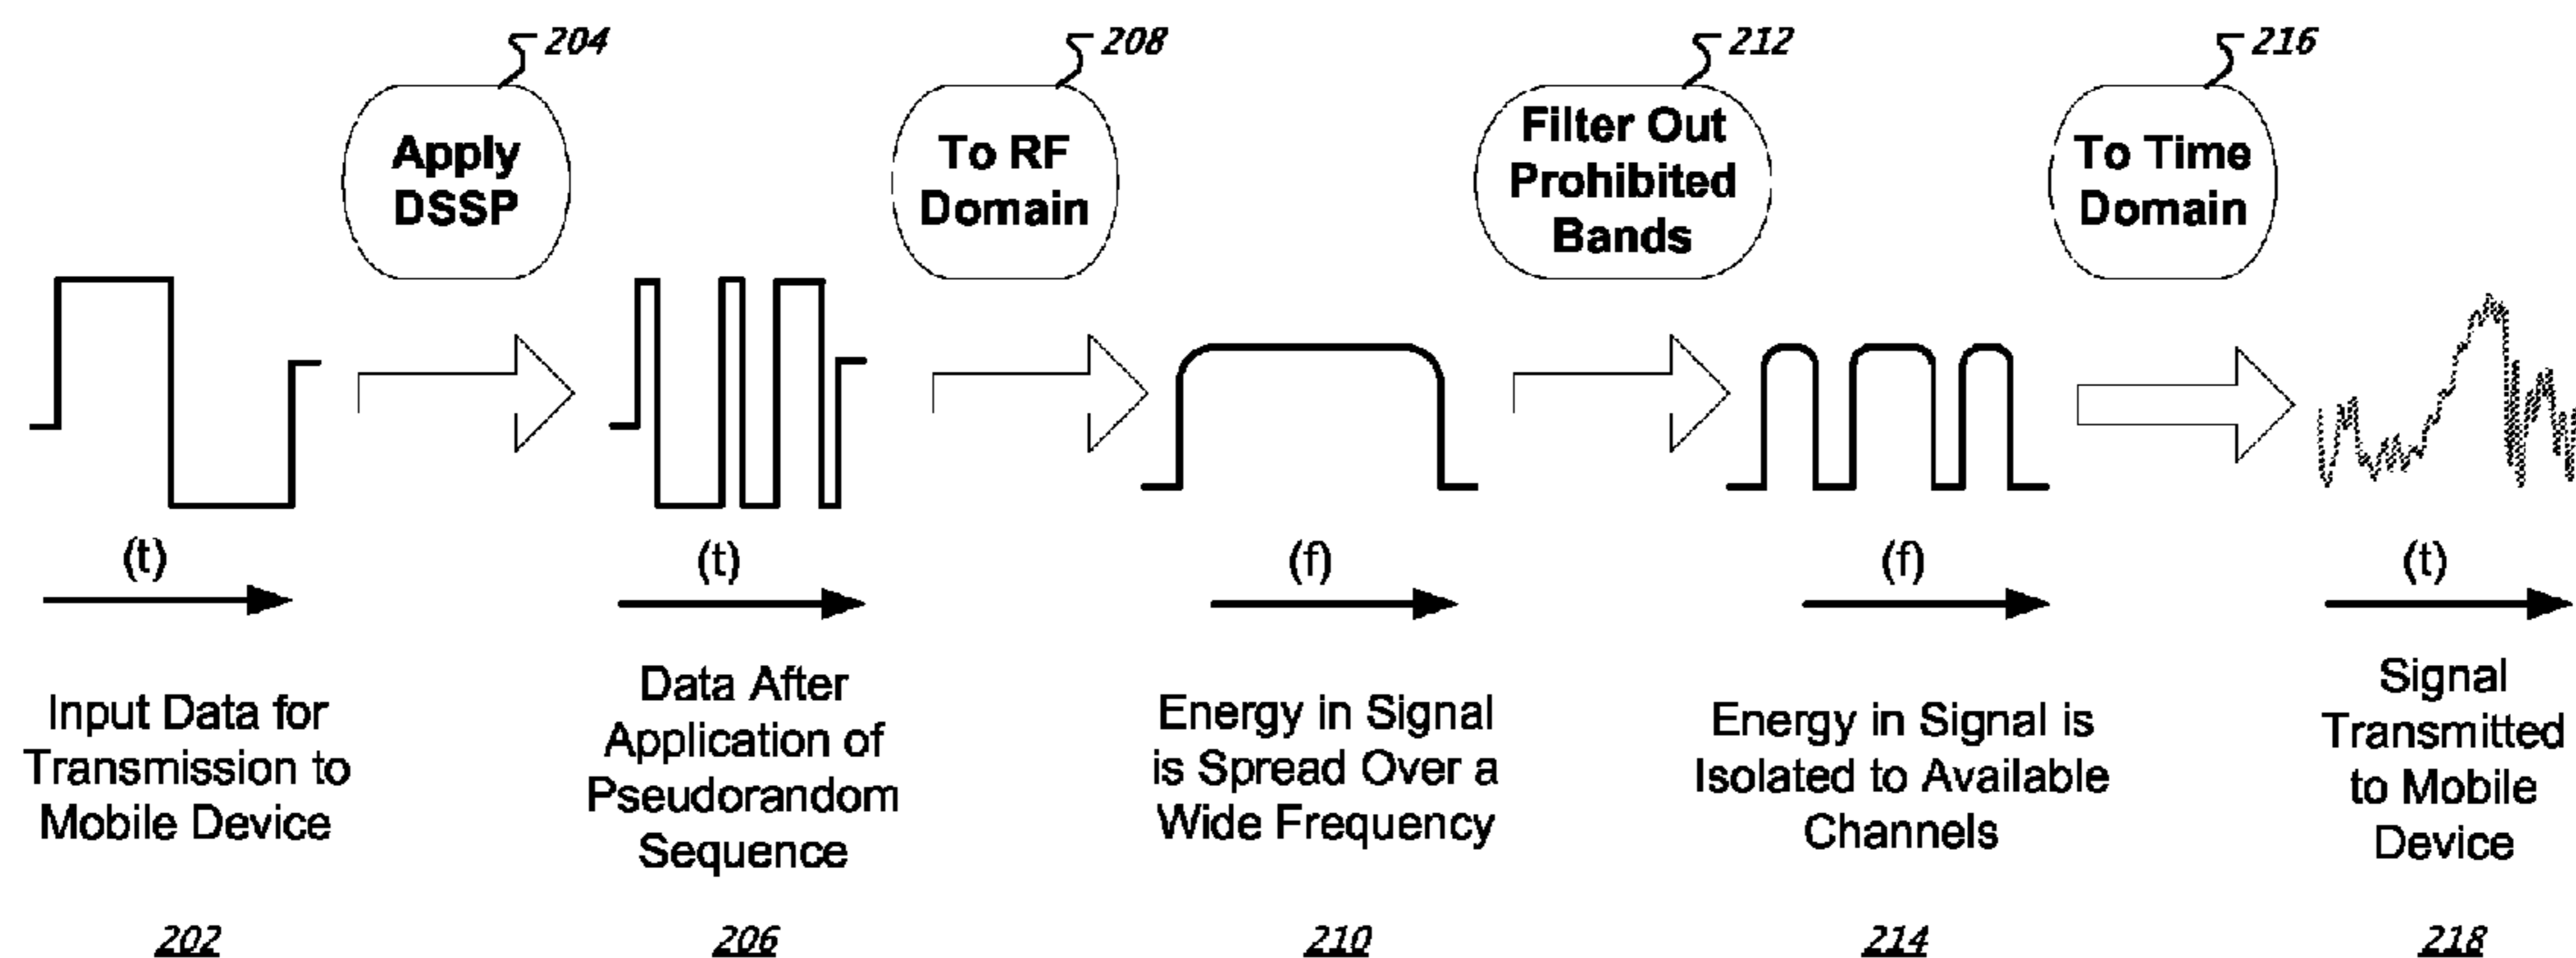 204
208
212
216
Apply
DSSP
To RF
Domain
Filter Out
Prohibited
Bands
To Time
Domain
(t)
(t)
(f)
(f)
(t)
Input Data for
Transmission to
Mobile Device
Data After
Application of
Pseudorandom
Sequence
Energy in Signal
is Spread Over a
Wide Frequency
Energy in Signal is
Isolated to Available
Channels
Signal
Transmitted
to Mobile
Device
202
206
210
214
218